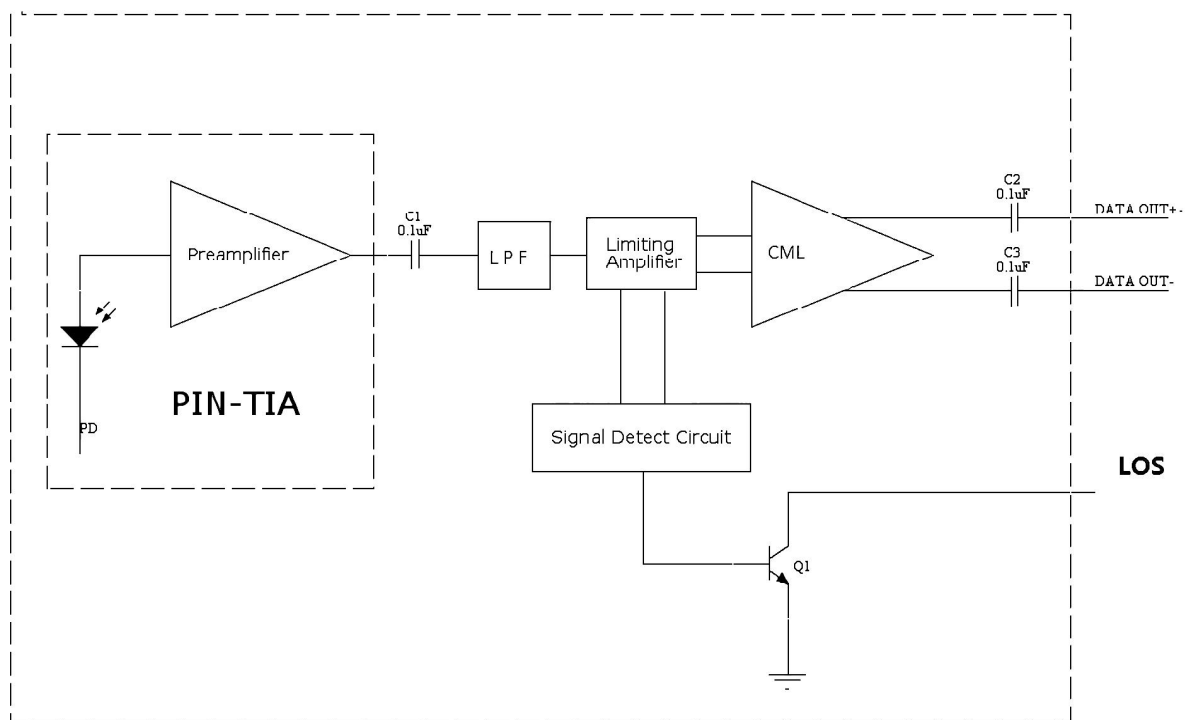 C2
0.1uF
DATA OUT+
C1
0.1uF
Preamplifier
L P F
Limiting
Amplifier
CML
C3
0.1uF
DATA OUT-
PIN-TIA
PD
Signal Detect Circuit
LOS
Q1